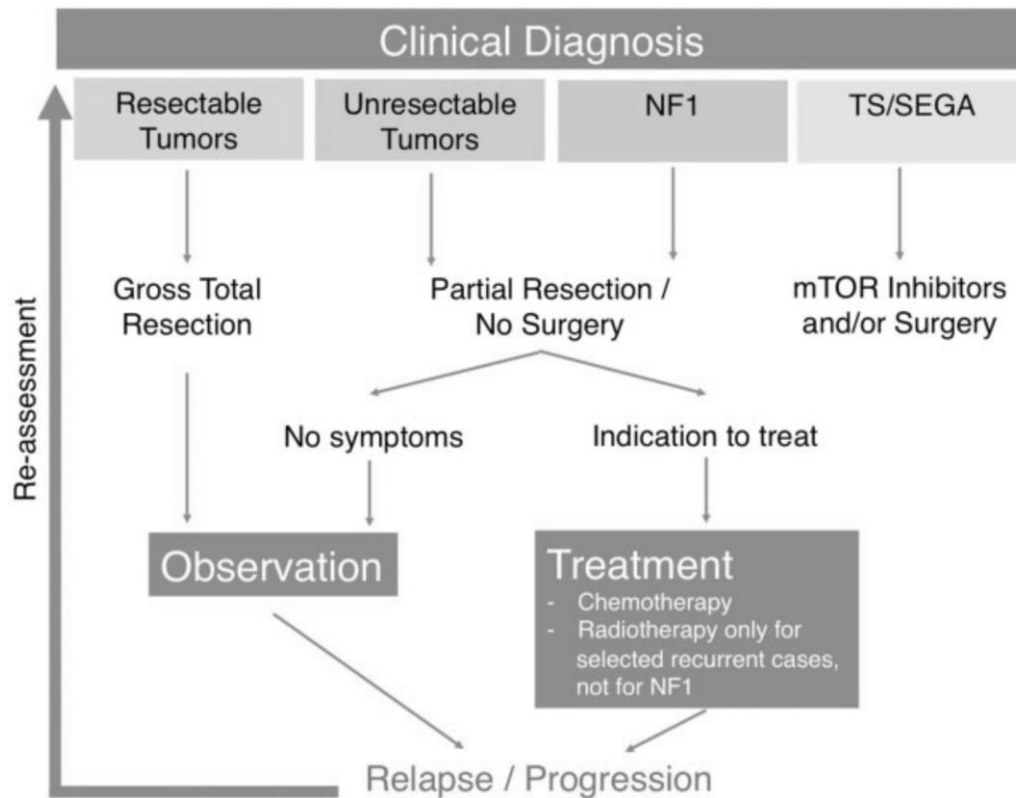 Clinical Diagnosis
Resectable
Tumors
Unresectable
Tumors
NF1
TS/SEGA
Gross Total
Resection
Partial Resection /
No Surgery
mTOR Inhibitors
and/or Surgery
Re-assessment
No symptoms
Indication to treat
Observation
Treatment
- Chemotherapy
- Radiotherapy only for
selected recurrent cases,
not for NF1
Relapse / Progression